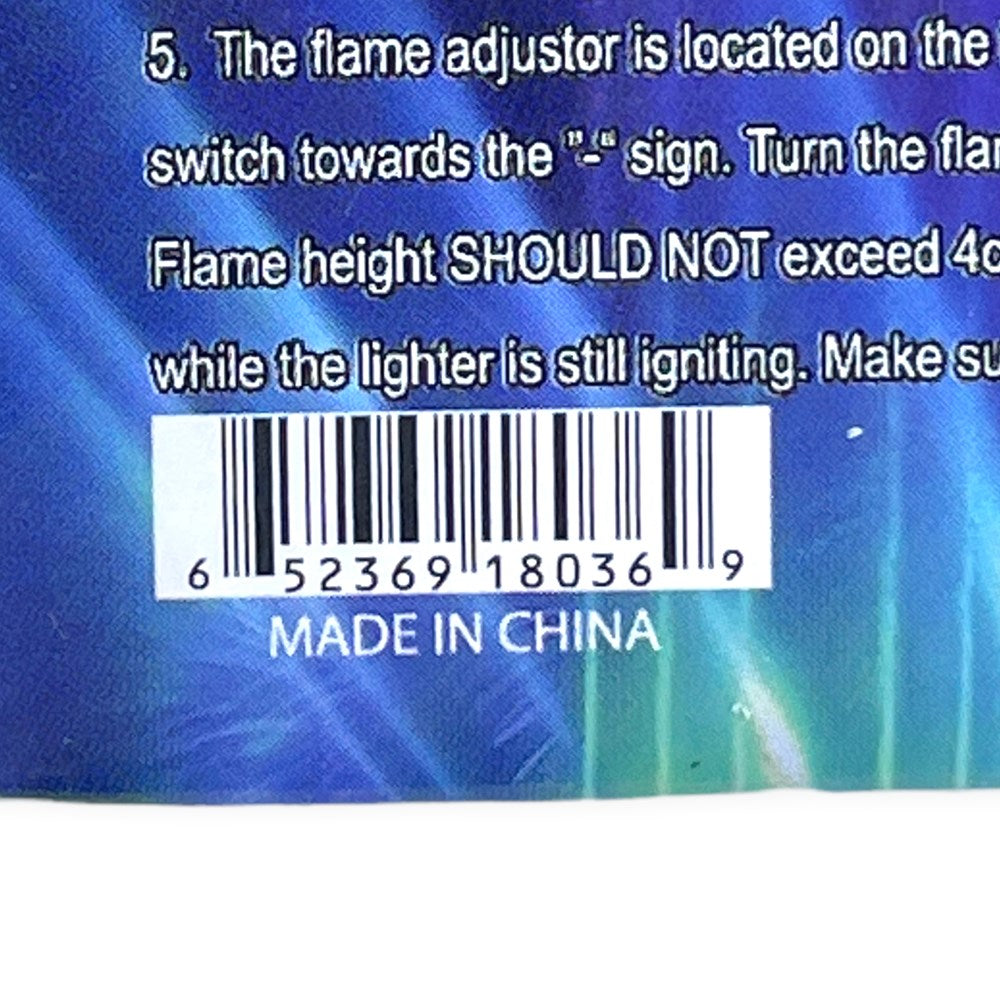 5. The flame adjustor is located on the
switch towards the "-" sign. Turn the
Flame height SHOULD NOT exceed
while the lighter is still igniting. Make
6 52369 18036 9
MADE IN CHINA